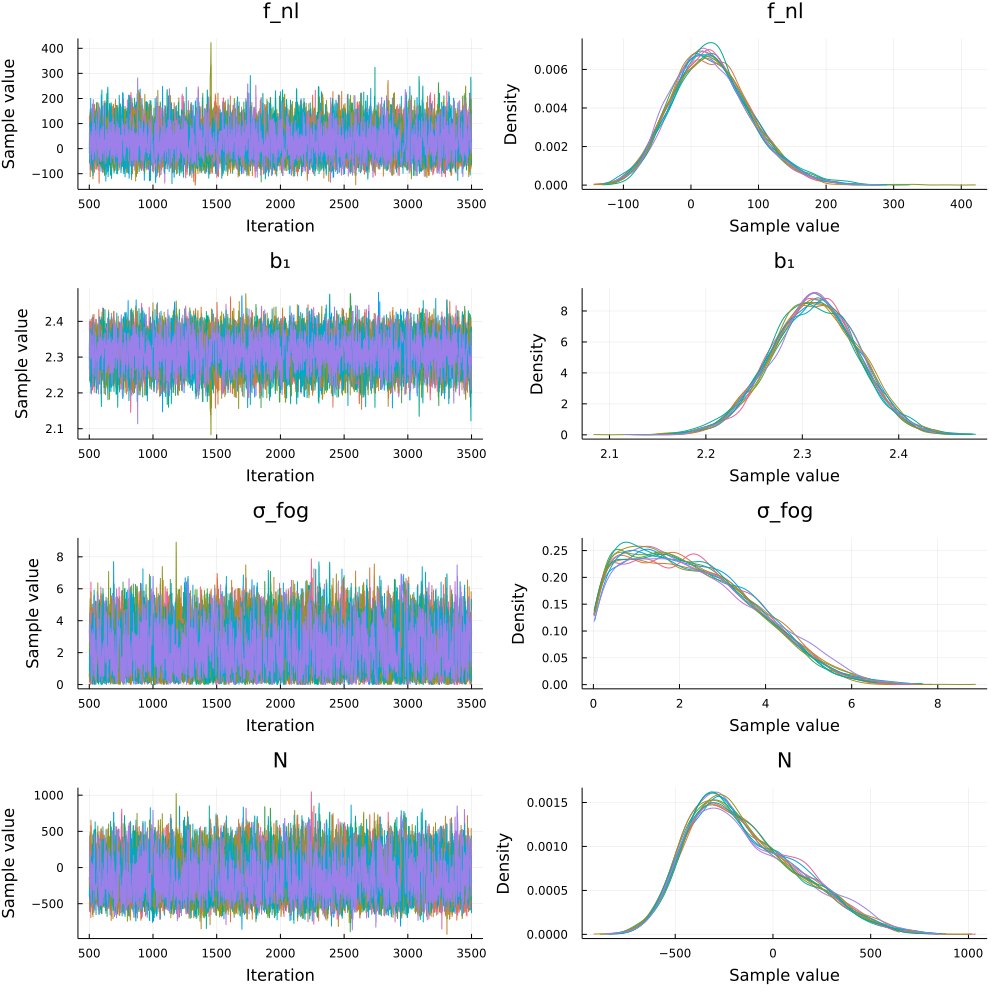 f_nl
f_nl
Sample value
400
300
200
100
0
−100
500 1000 1500 2000 2500 3000 3500
Iteration
Density
0.006
0.004
0.002
0.000
−100 0 100 200 300 400
Sample value
b₁
b₁
Sample value
2.4
2.3
2.2
2.1
500 1000 1500 2000 2500 3000 3500
Iteration
Density
8
6
4
2
0
2.1 2.2 2.3 2.4
Sample value
σ_fog
σ_fog
Sample value
8
6
4
2
0
500 1000 1500 2000 2500 3000 3500
Iteration
Density
0.25
0.20
0.15
0.10
0.05
0.00
0 2 4 6 8
Sample value
N
N
Sample value
1000
500
0
−500
500 1000 1500 2000 2500 3000 3500
Iteration
Density
0.0015
0.0010
0.0005
0.0000
−500 0 500 1000
Sample value